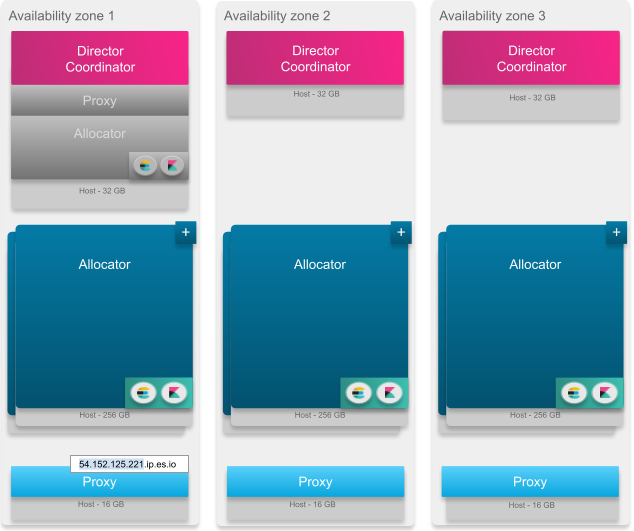 Availability zone 1
Director
Coordinator
Proxy
Allocator
Host - 32 GB
+
Allocator
Host - 256 GB
54.152.125.221.ip.es.io
Proxy
Host - 16 GB
Availability zone 2
Director
Coordinator
Host - 32 GB
+
Allocator
Host - 256 GB
Proxy
Host - 16 GB
Availability zone 3
Director
Coordinator
Host - 32 GB
+
Allocator
Host - 256 GB
Proxy
Host - 16 GB